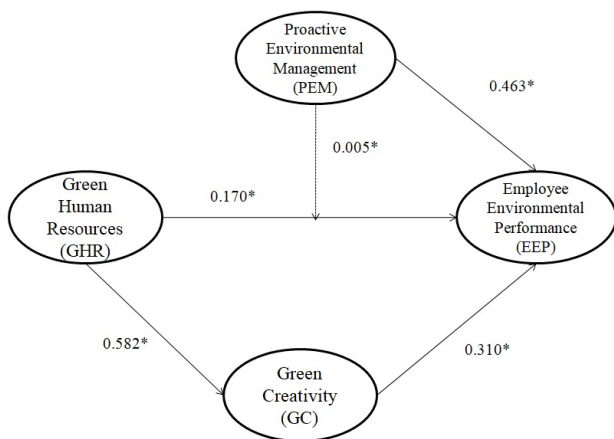 Proactive
Environmental
Management
(PEM)
0.463*
0.005*
Green
Human
Resources
(GHR)
0.170*
Employee
Environmental
Performance
(EEP)
0.582*
0.310*
Green
Creativity
(GC)